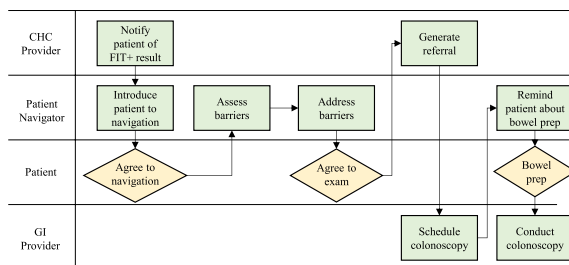 CHC
Provider
Notify
patient of
FIT+ result
Generate
referral
Patient
Navigator
Introduce
patient to
navigation
Assess
barriers
Address
barriers
Remind
patient about
bowel prep
Patient
Agree to
navigation
Agree to
exam
Bowel
prep
GI
Provider
Schedule
colonoscopy
Conduct
colonoscopy